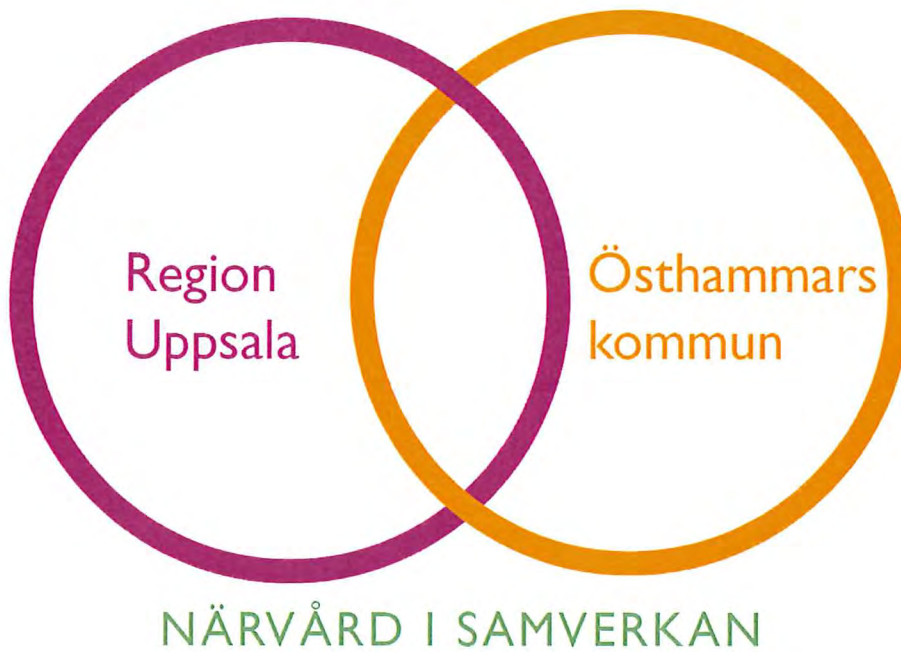 Region
Uppsala
Östhammars
kommun
NÄRVÅRD I SAMVERKAN